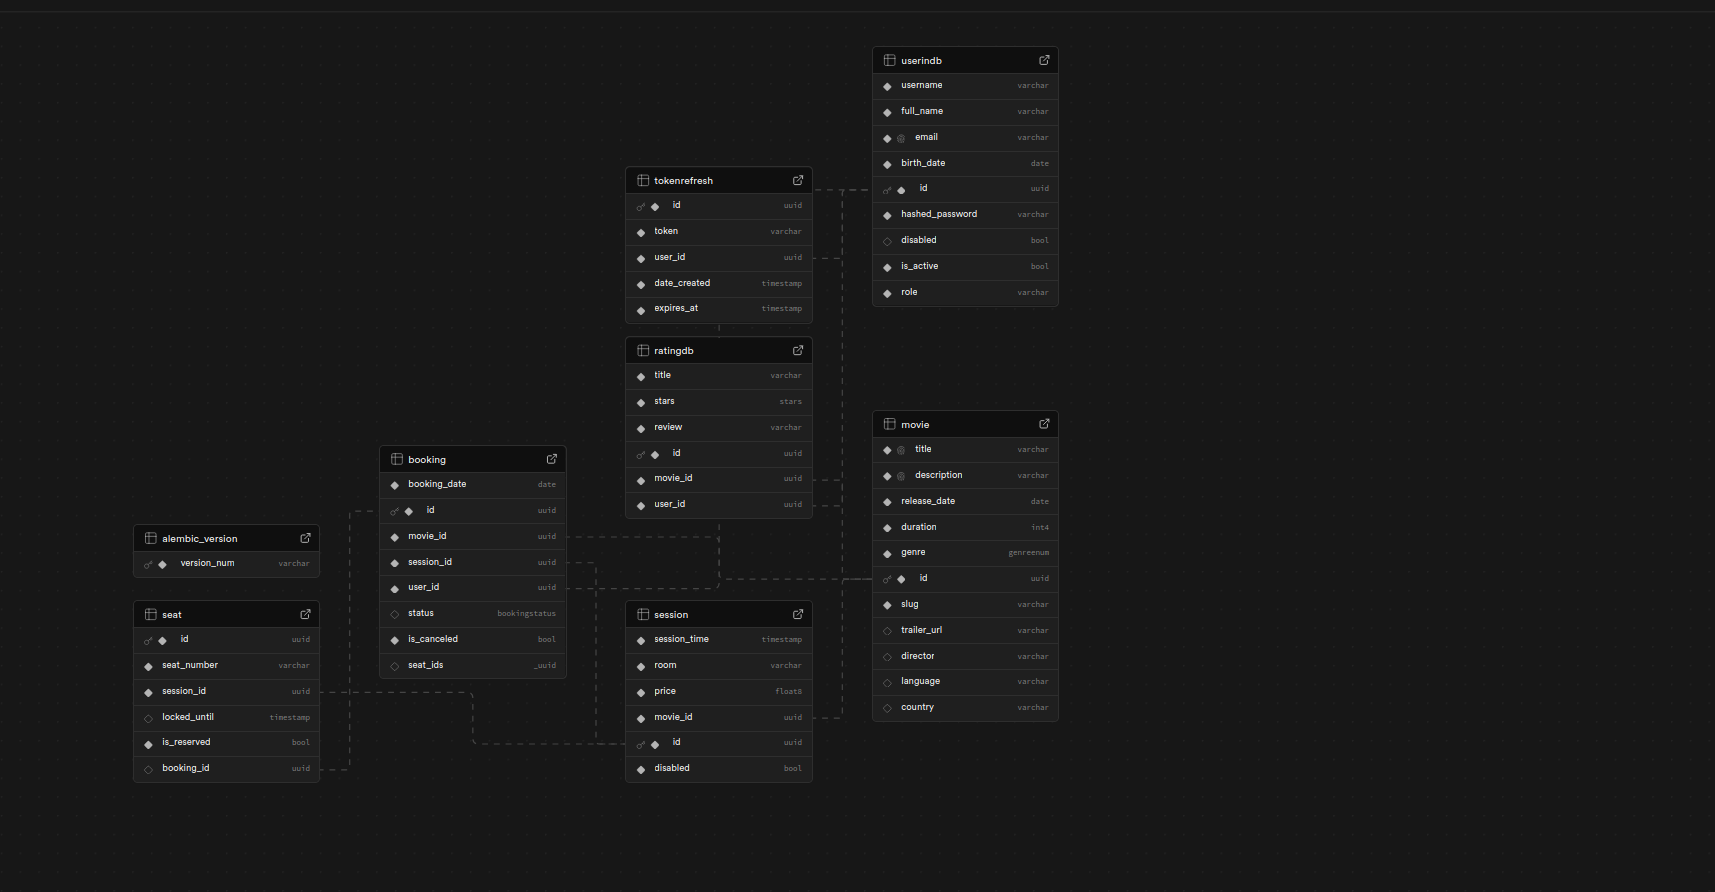 userindb
username varchar
full_name varchar
email varchar
birth_date date
id uuid
hashed_password varchar
disabled bool
is_active bool
role varchar
tokenrefresh
id uuid
token varchar
user_id uuid
date_created timestamp
expires_at timestamp
ratingdb
title varchar
stars stars
review varchar
id uuid
movie_id uuid
user_id uuid
movie
title varchar
description varchar
release_date date
duration int4
genre genreenum
id uuid
slug varchar
trailer_url varchar
director varchar
language varchar
country varchar
booking
booking_date date
id uuid
movie_id uuid
session_id uuid
user_id uuid
status bookingstatus
is_canceled bool
seat_ids _uuid
alembic_version
version_num varchar
seat
id uuid
seat_number varchar
session_id uuid
locked_until timestamp
is_reserved bool
booking_id uuid
session
session_time timestamp
room varchar
price float8
movie_id uuid
id uuid
disabled bool